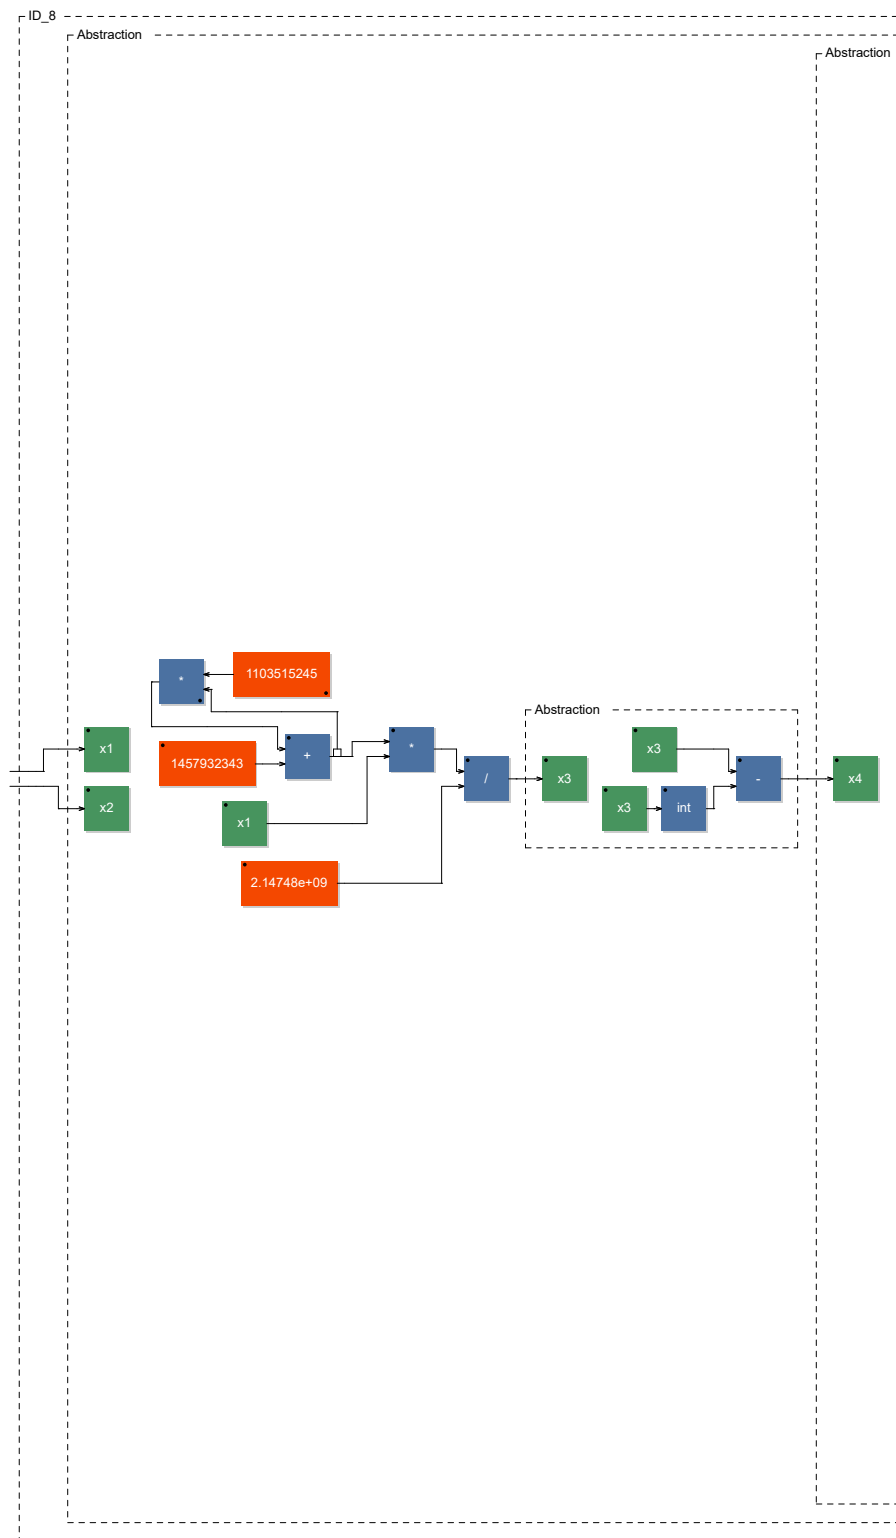 ID_8
Abstraction
Abstraction
*
1103515245
Abstraction
x1
+
*
x3
1457932343
/
x3
-
x4
x2
x1
x3
int
2.14748e+09